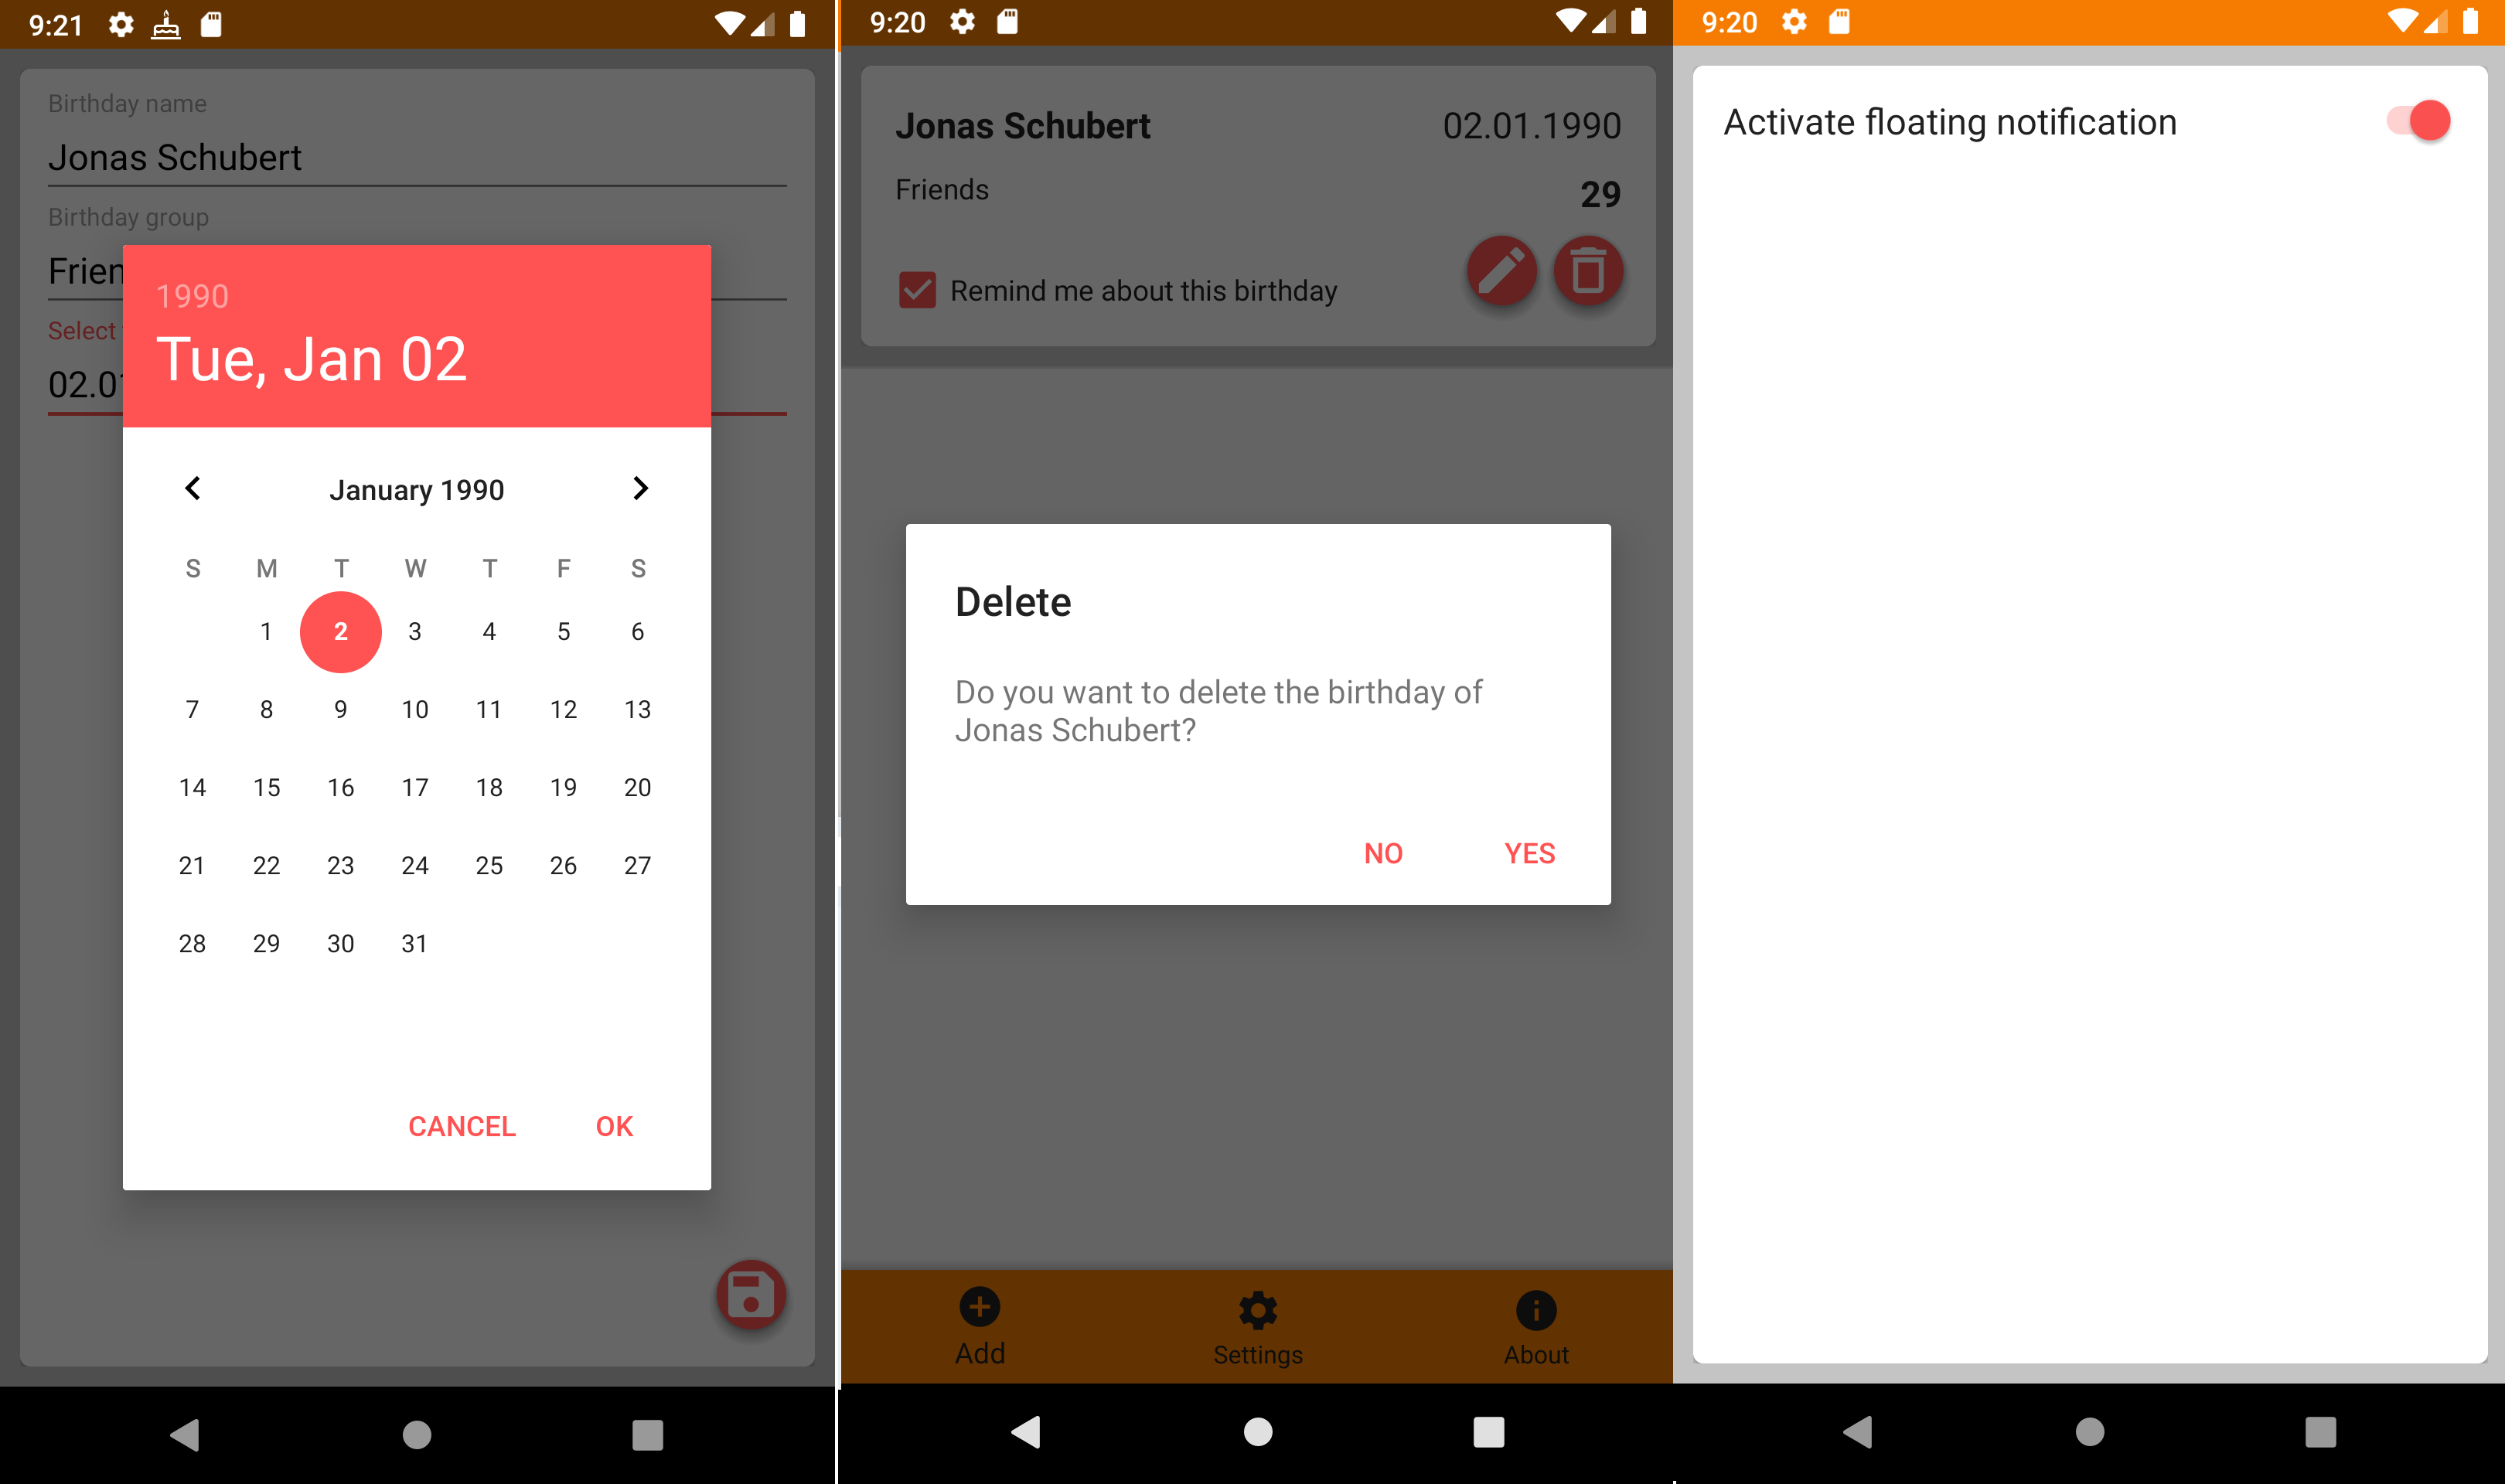 9:21
Birthday name
Jonas Schubert
Birthday group
Frien
Select
02.0
1990
Tue, Jan 02
January 1990
S M T W T F S
1 2 3 4 5 6
7 8 9 10 11 12 13
14 15 16 17 18 19 20
21 22 23 24 25 26 27
28 29 30 31
CANCEL OK
9:20
Jonas Schubert 02.01.1990
Friends 29
Remind me about this birthday
Delete
Do you want to delete the birthday of
Jonas Schubert?
NO YES
Add Settings About
9:20
Activate floating notification